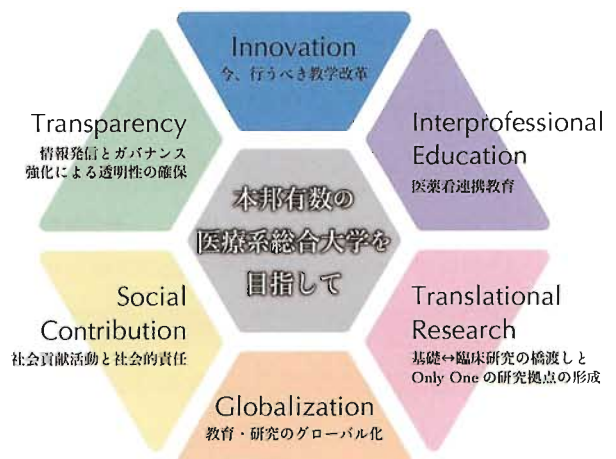 Innovation
今、行うべき教学改革
Interprofessional
Education
医薬看連携教育
Translational
Research
基礎↔臨床研究の橋渡しと
Only One の研究拠点の形成
Globalization
教育・研究のグローバル化
Social
Contribution
社会貢献活動と社会的責任
Transparency
情報発信とガバナンス
強化による透明性の確保
本邦有数の
医療系総合大学を
目指して